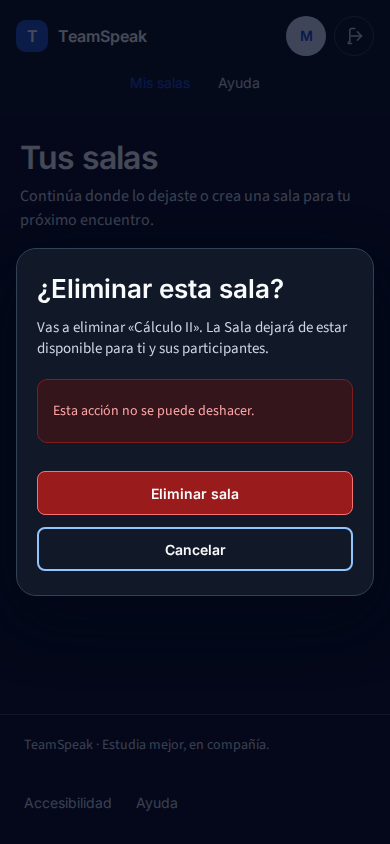 T TeamSpeak M
Mis salas Ayuda
Tus salas
Continúa donde lo dejaste o crea una sala para tu
próximo encuentro.
¿Eliminar esta sala?
Vas a eliminar «Cálculo II». La Sala dejará de estar
disponible para ti y sus participantes.
Esta acción no se puede deshacer.
Eliminar sala
Cancelar
TeamSpeak · Estudia mejor, en compañía.
Accesibilidad Ayuda